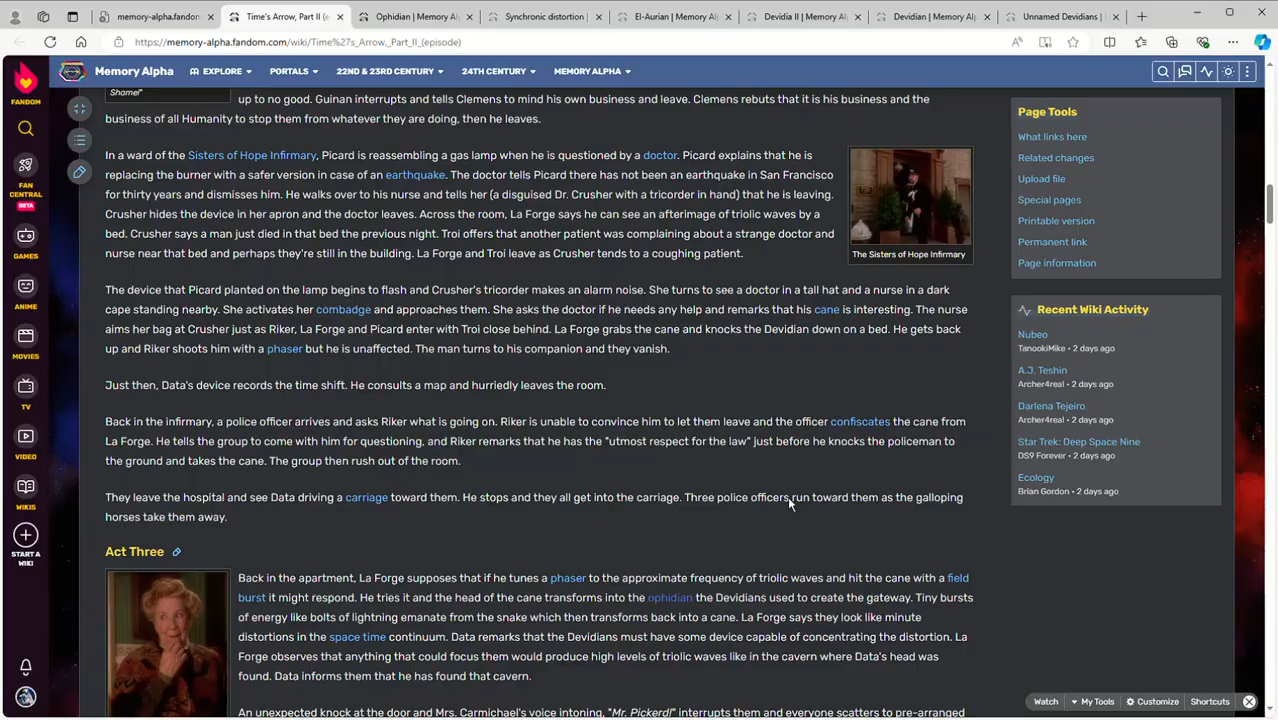 memory-alpha.fandom
Time's Arrow, Part II (e
Ophidian | Memory Al
Synchronic distortion |
El-Aurian | Memory Al
Devidia II | Memory Al
Devidian | Memory Alp
Unnamed Devidians |
https://memory-alpha.fandom.com/wiki/Time%27s_Arrow,_Part_II_(episode)
FANDOM
Memory Alpha
EXPLORE
PORTALS
22ND & 23RD CENTURY
24TH CENTURY
MEMORY ALPHA
FAN CENTRAL
BETA
GAMES
ANIME
MOVIES
TV
VIDEO
WIKIS
START A WIKI
Shame!"
up to no good. Guinan interrupts and tells Clemens to mind his own business and leave. Clemens rebuts that it is his business and the
business of all Humanity to stop them from whatever they are doing, then he leaves.
In a ward of the Sisters of Hope Infirmary, Picard is reassembling a gas lamp when he is questioned by a doctor. Picard explains that he is
replacing the burner with a safer version in case of an earthquake. The doctor tells Picard there has not been an earthquake in San Francisco
for thirty years and dismisses him. He walks over to his nurse and tell her (a disguised Dr. Crusher with a tricorder in hand) that he is leaving.
Crusher hides the device in her apron and the doctor leaves. Across the room, La Forge says he can see an afterimage of triolic waves by a
bed. Crusher says a man just died in that bed the previous night. Troi offers that another patient was complaining about a strange doctor and
nurse near that bed and perhaps they're still in the building. La Forge and Troi leave as Crusher tends to a coughing patient.
The Sisters of Hope Infirmary
The device that Picard planted on the lamp begins to flash and Crusher's tricorder makes an alarm noise. She turns to see a doctor in a tall hat and a nurse in a dark
cape standing nearby. She activates her combadge and approaches them. She asks the doctor if he needs any help and remarks that his cane is interesting. The nurse
aims her bag at Crusher just as Riker, La Forge and Picard enter with Troi close behind. La Forge grabs the cane and knocks the Devidian down on a bed. He gets back
up and Riker shoots him with a phaser but he is unaffected. The man turns to his companion and they vanish.
Just then, Data's device records the time shift. He consults a map and hurriedly leaves the room.
Back in the infirmary, a police officer arrives and asks Riker what is going on. Riker is unable to convince him to let them leave and the officer confiscates the cane from
La Forge. He tells the group to come with him for questioning, and Riker remarks that he has the "utmost respect for the law" just before he knocks the policeman to
the ground and takes the cane. The group then rush out of the room.
They leave the hospital and see Data driving a carriage toward them. He stops and they all get into the carriage. Three police officers run toward them as the galloping
horses take them away.
Act Three
Back in the apartment, La Forge supposes that if he tunes a phaser to the approximate frequency of triolic waves and hit the cane with a field
burst it might respond. He tries it and the head of the cane transforms into the ophidian the Devidians used to create the gateway. Tiny bursts
of energy like bolts of lightning emanate from the snake which then transforms back into a cane. La Forge says they look like minute
distortions in the space time continuum. Data remarks that the Devidians must have some device capable of concentrating the distortion. La
Forge observes that anything that could focus them would produce high levels of triolic waves like in the cavern where Data's head was
found. Data informs them that he has found that cavern.
An unexpected knock at the door and Mrs. Carmichael's voice intoning, "Mr. Pickerd!" interrupts them and everyone scatters to pre-arranged
Page Tools
What links here
Related changes
Upload file
Special pages
Printable version
Permanent link
Page information
Recent Wiki Activity
Nubeo
TanookiMike • 2 days ago
A.J. Teshin
Archer4real • 2 days ago
Darlena Tejeiro
Archer4real • 2 days ago
Star Trek: Deep Space Nine
DS9 Forever • 2 days ago
Ecology
Brian Gordon • 2 days ago
Watch
My Tools
Customize
Shortcuts